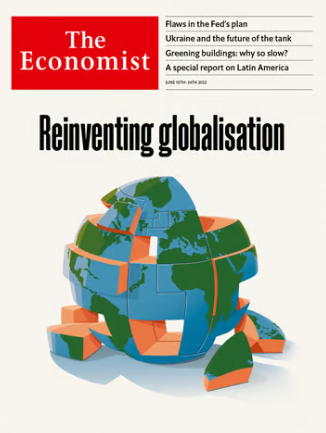 The
Economist
Flaws in the Fed's plan
Ukraine and the future of the tank
Greening buildings: why so slow?
A special report on Latin America
JUNE 18TH–24TH 2022
Reinventing globalisation